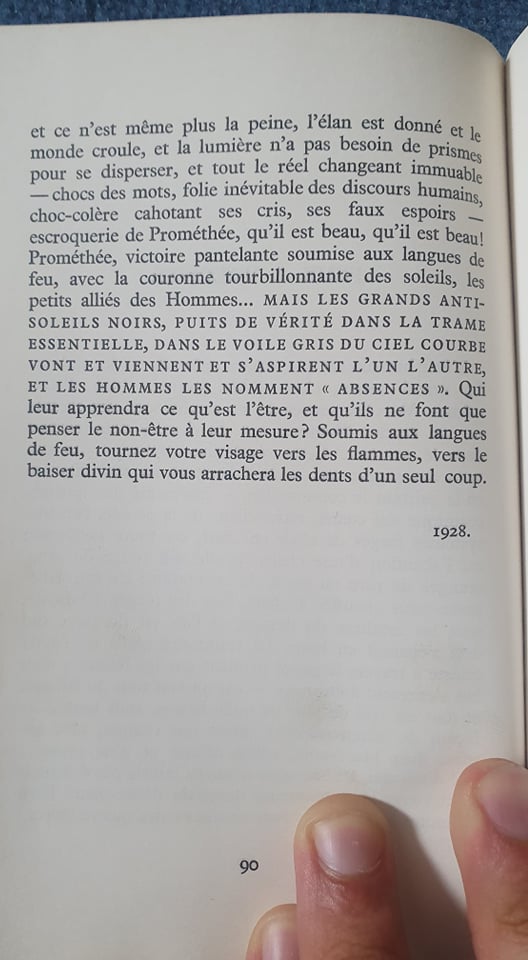 et ce n'est même plus la peine, l'élan est donné et le
monde croule, et la lumière n'a pas besoin de prismes
pour se disperser, et tout le réel changeant immuable
— chocs des mots, folie inévitable des discours humains,
choc-colère cahotant ses cris, ses faux espoirs —
escroquerie de Prométhée, qu'il est beau, qu'il est beau!
Prométhée, victoire pantelante soumise aux langues de
feu, avec la couronne tourbillonnante des soleils, les
petits alliés des Hommes... MAIS LES GRANDS ANTI-
SOLEILS NOIRS, PUITS DE VÉRITÉ DANS LA TRAME
ESSENTIELLE, DANS LE VOILE GRIS DU CIEL COURBE
VONT ET VIENNENT ET S'ASPIRENT L'UN L'AUTRE,
ET LES HOMMES LES NOMMENT « ABSENCES ». Qui
leur apprendra ce qu'est l'être, et qu'ils ne font que
penser le non-être à leur mesure? Soumis aux langues
de feu, tournez votre visage vers les flammes, vers le
baiser divin qui vous arrachera les dents d'un seul coup.
1928.
90